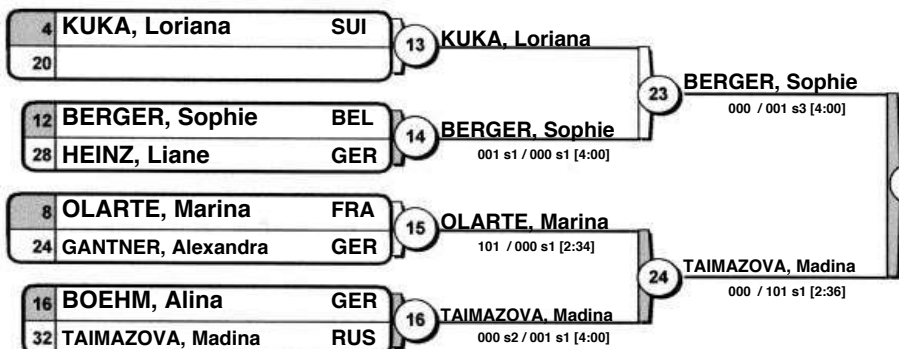 4 KUKA, Loriana SUI
20
13
KUKA, Loriana
12 BERGER, Sophie BEL
28 HEINZ, Liane GER
14
BERGER, Sophie
001 s1 / 000 s1 [4:00]
23
BERGER, Sophie
000 / 001 s3 [4:00]
8 OLARTE, Marina FRA
24 GANTNER, Alexandra GER
15
OLARTE, Marina
101 / 000 s1 [2:34]
16 BOEHM, Alina GER
32 TAIMAZOVA, Madina RUS
16
TAIMAZOVA, Madina
000 s2 / 001 s1 [4:00]
24
TAIMAZOVA, Madina
000 / 101 s1 [2:36]